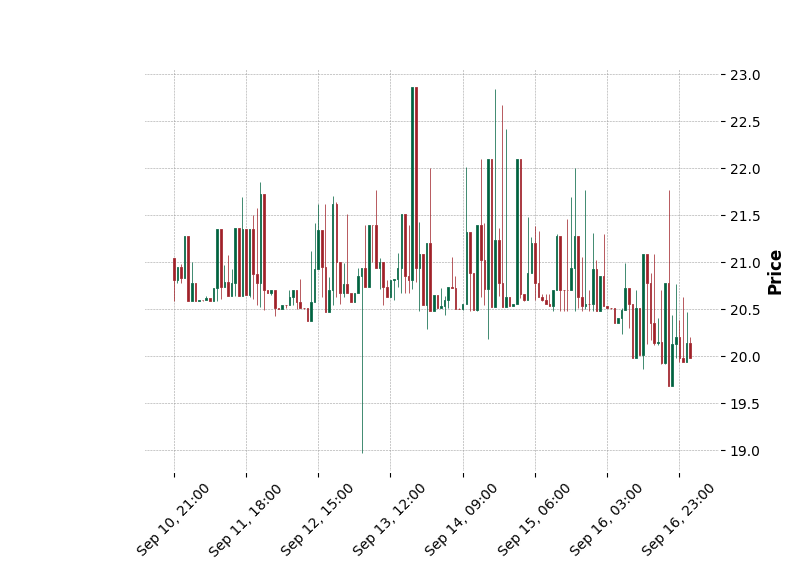 23.0
22.5
22.0
21.5
21.0
20.5
20.0
19.5
19.0
Price
Sep 10, 21:00
Sep 11, 18:00
Sep 12, 15:00
Sep 13, 12:00
Sep 14, 09:00
Sep 15, 06:00
Sep 16, 03:00
Sep 16, 23:00